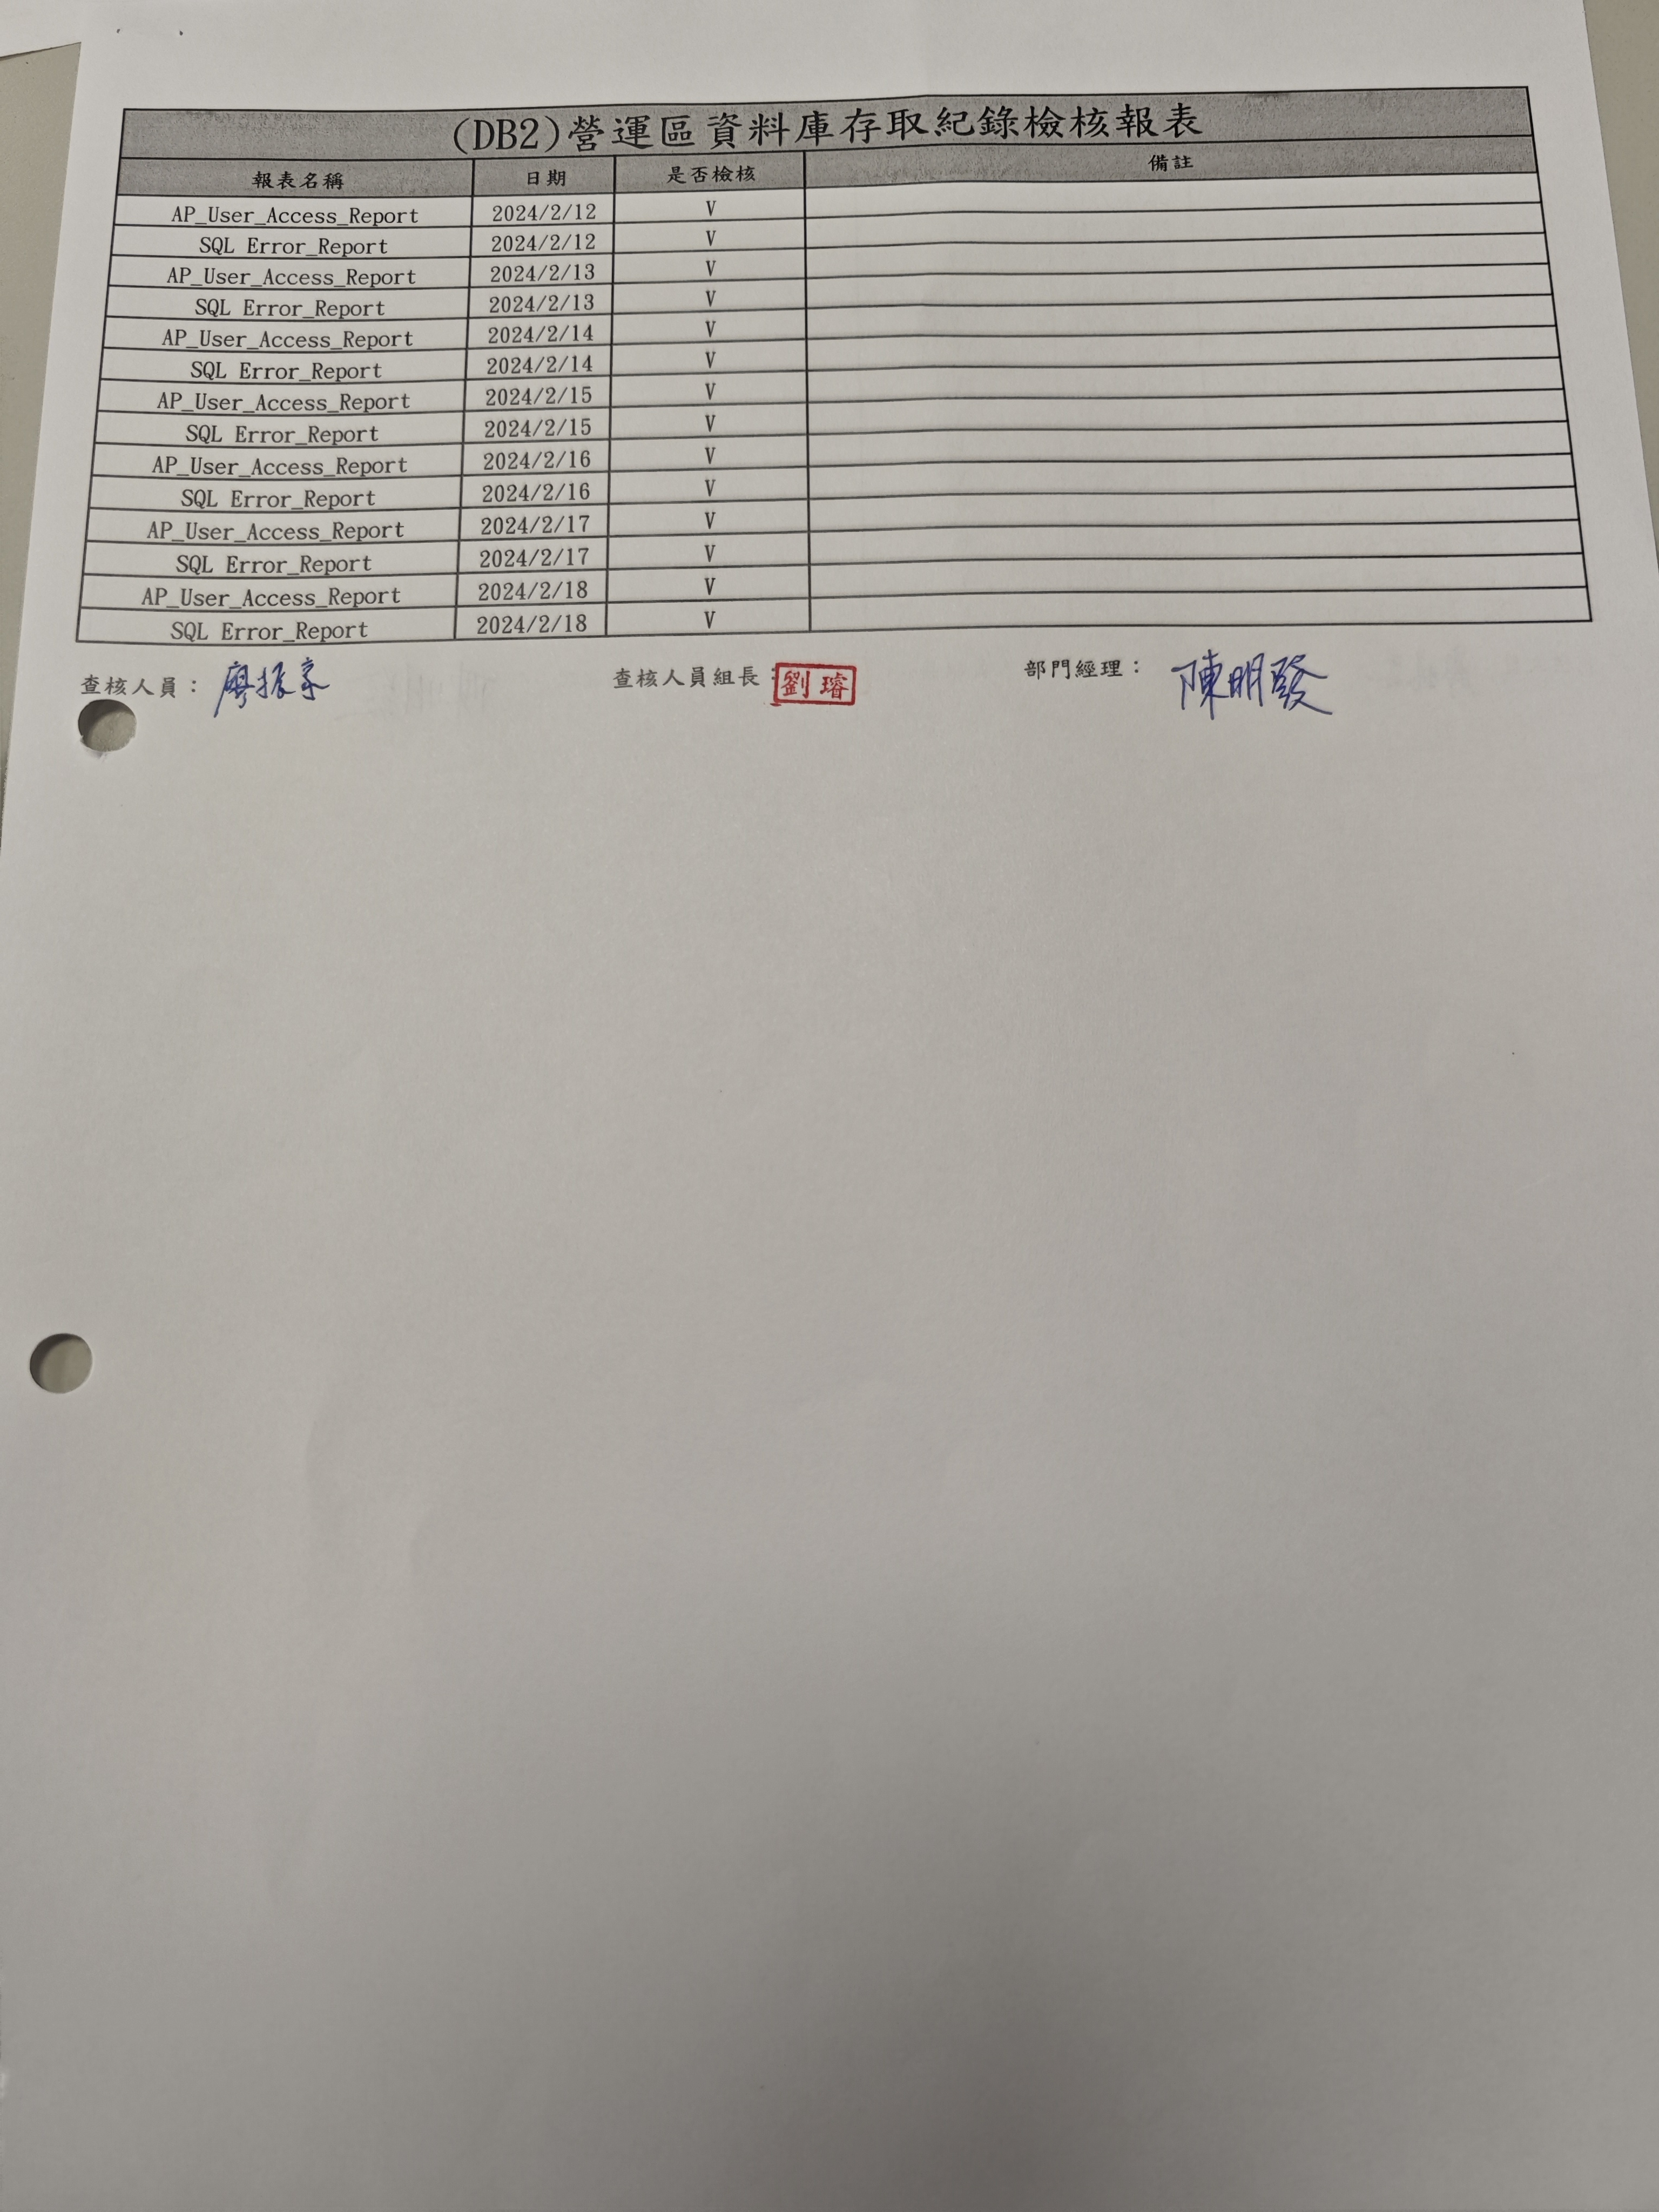 (DB2)營運區資料庫存取紀錄檢核報表
報表名稱 日期 是否檢核 備註
AP_User_Access_Report 2024/2/12 V
SQL Error_Report 2024/2/12 V
AP_User_Access_Report 2024/2/13 V
SQL Error_Report 2024/2/13 V
AP_User_Access_Report 2024/2/14 V
SQL Error_Report 2024/2/14 V
AP_User_Access_Report 2024/2/15 V
SQL Error_Report 2024/2/15 V
AP_User_Access_Report 2024/2/16 V
SQL Error_Report 2024/2/16 V
AP_User_Access_Report 2024/2/17 V
SQL Error_Report 2024/2/17 V
AP_User_Access_Report 2024/2/18 V
SQL Error_Report 2024/2/18 V
查核人員： 查核人員組長：劉璿 部門經理：陳明發